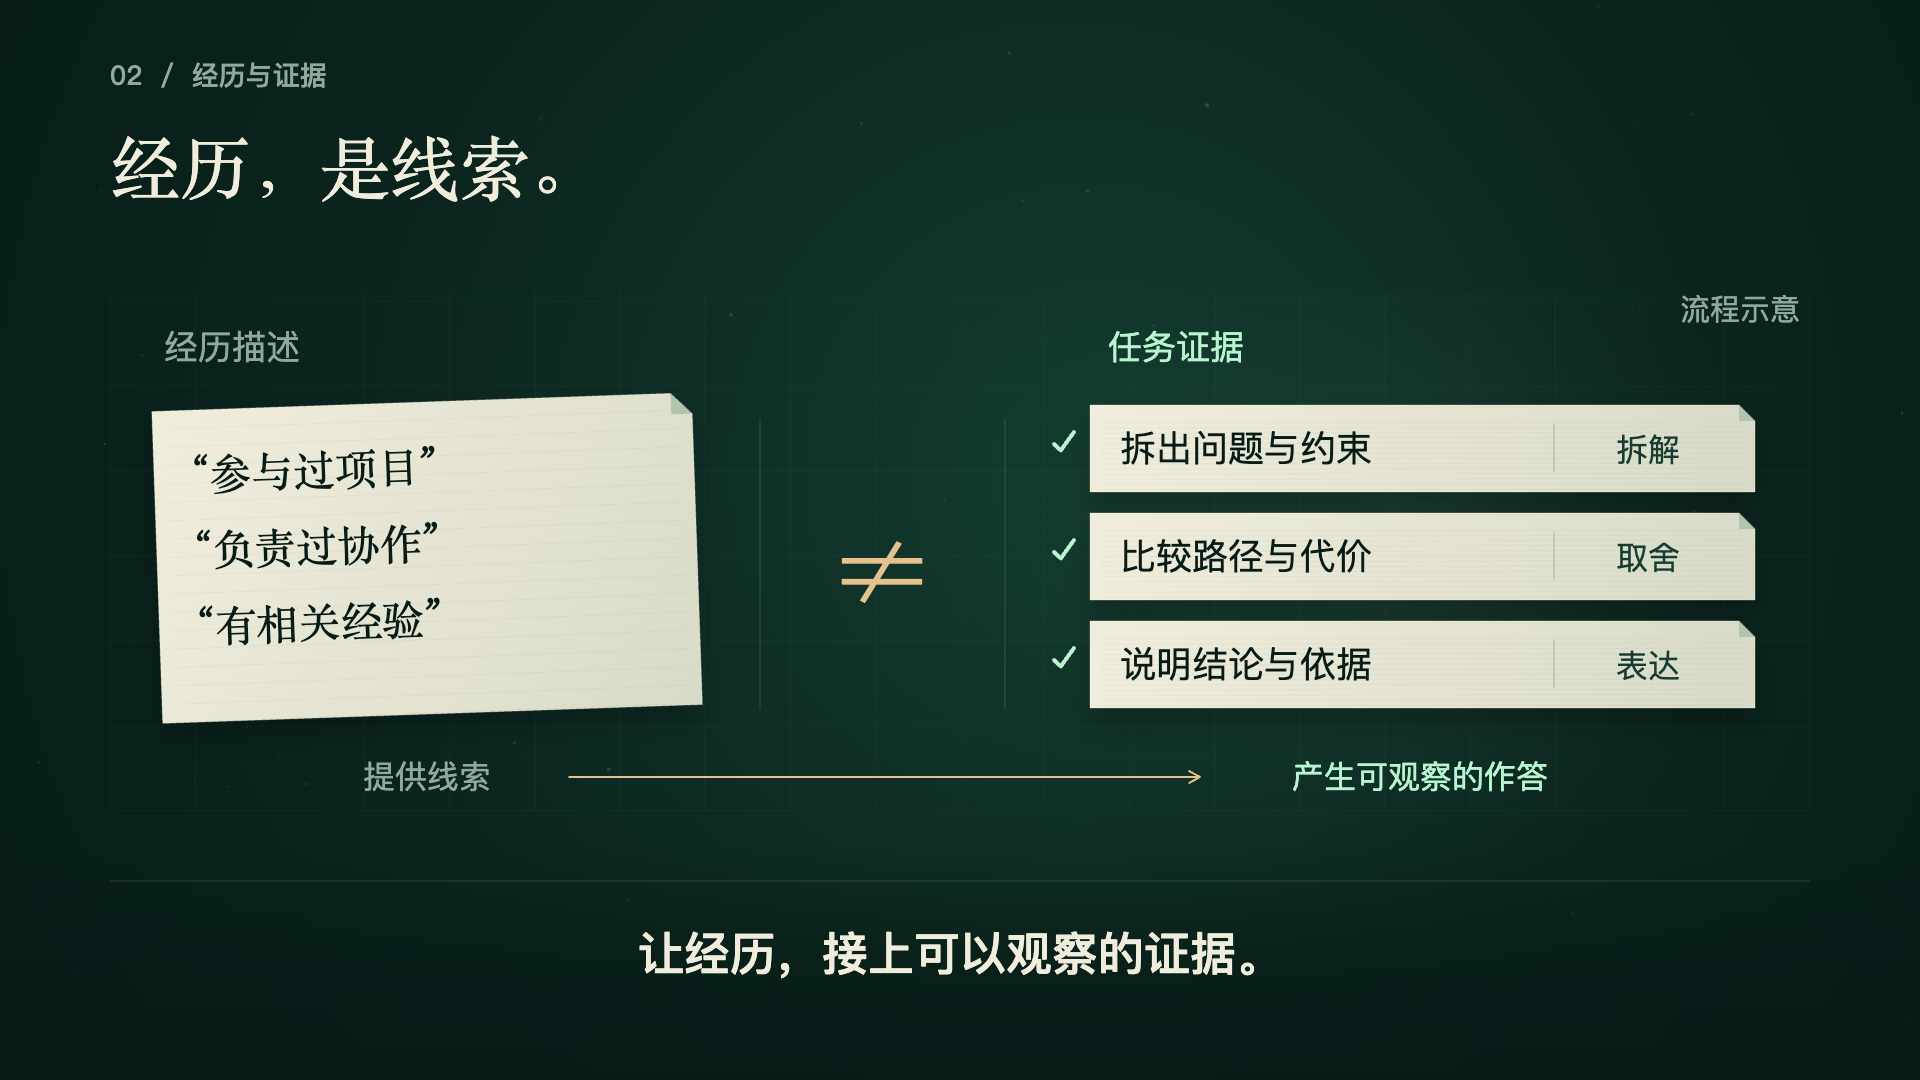 02 / 经历与证据
经历，是线索。
流程示意
经历描述
“参与过项目”
“负责过协作”
“有相关经验”
≠
任务证据
拆出问题与约束 拆解
比较路径与代价 取舍
说明结论与依据 表达
提供线索
产生可观察的作答
让经历，接上可以观察的证据。